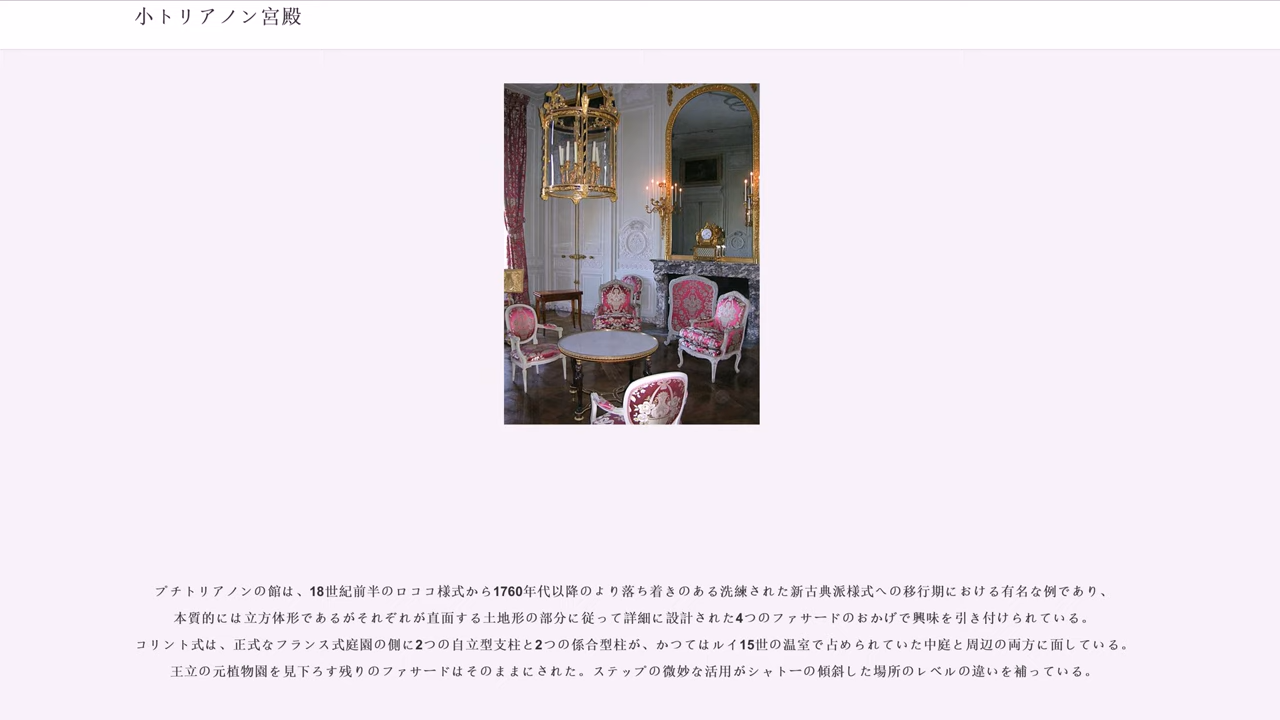 小トリアノン宮殿
プチトリアノンの館は、18世紀前半のロココ様式から1760年代以降のより落ち着きのある洗練された新古典派様式への移行期における有名な例であり、
本質的には立方体形であるがそれぞれが直面する土地形の部分に従って詳細に設計された4つのファサードのおかげで興味を引き付けられている。
コリント式は、正式なフランス式庭園の側に2つの自立型支柱と2つの係合型柱が、かつてはルイ15世の温室で占められていた中庭と周辺の両方に面している。
王立の元植物園を見下ろす残りのファサードはそのままにされた。ステップの微妙な活用がシャトーの傾斜した場所のレベルの違いを補っている。